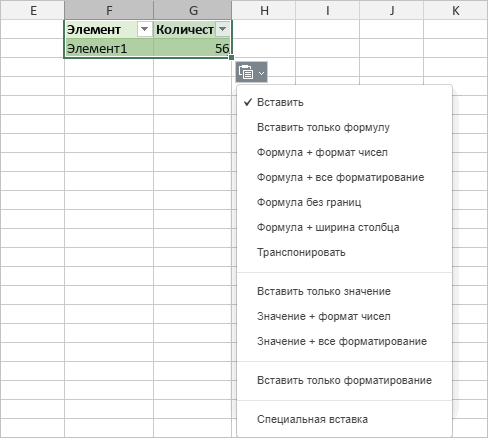 E F G H I J K
Элемент Количест
Элемент1 56
Вставить
Вставить только формулу
Формула + формат чисел
Формула + все форматирование
Формула без границ
Формула + ширина столбца
Транспонировать
Вставить только значение
Значение + формат чисел
Значение + все форматирование
Вставить только форматирование
Специальная вставка